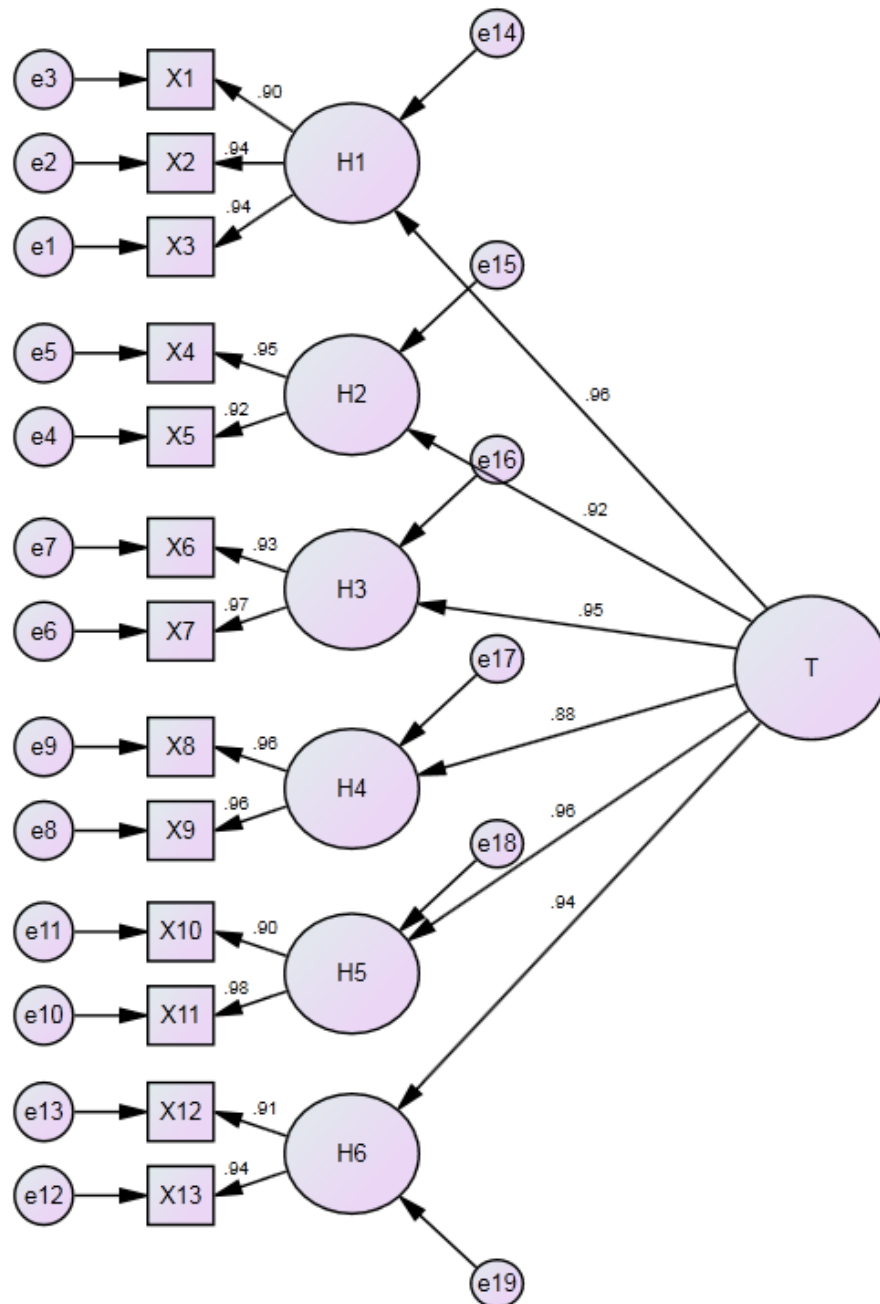 e14
e3 X1 .90
e2 X2 .94 H1
e1 X3 .94
e15
e5 X4 .95
H2
e4 X5 .92
.96
e16
.92
e7 X6 .93
H3
e6 X7 .97
.95
e17
T
.88
e9 X8 .96
H4
e8 X9 .96
e18
.96
.94
e11 X10 .90
H5
e10 X11 .98
e13 X12 .91
H6
e12 X13 .94
e19